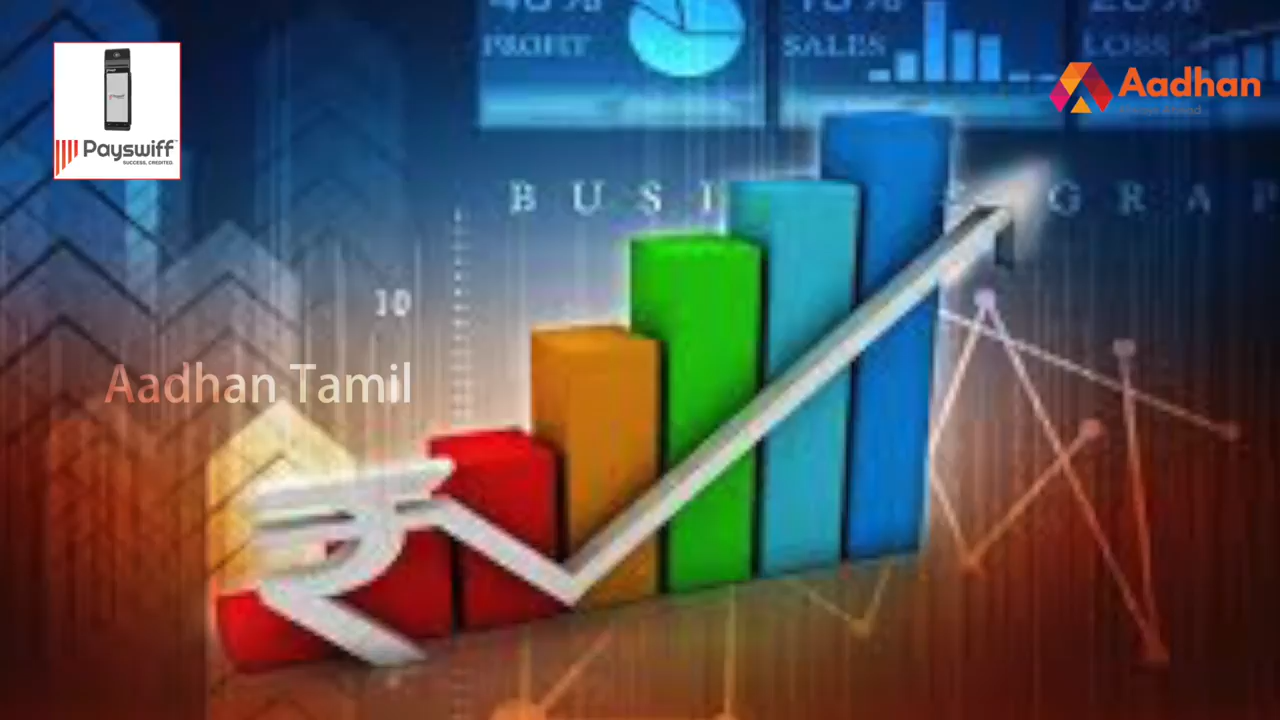 PROFIT
SALES
LOSS
Payswiff
SUCCESS, CREDITED.
Aadhan
BUSI
GRAP
10
Aadhan Tamil